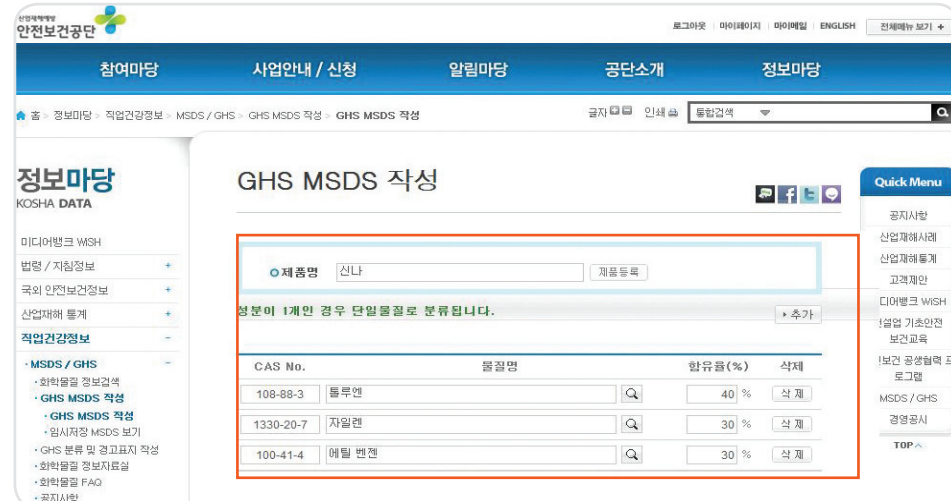 산업재해예방
안전보건공단
로그아웃 마이페이지 마이메일 ENGLISH 전체메뉴 보기 +
참여마당 사업안내 / 신청 알림마당 공단소개 정보마당
홈 > 정보마당 > 직업건강정보 > MSDS / GHS > GHS MSDS 작성 > GHS MSDS 작성
글자 인쇄 통합검색
정보마당
KOSHA DATA
미디어뱅크 WISH
법령 / 지침정보 +
국외 안전보건정보 +
산업재해 통계 +
직업건강정보 -
· MSDS / GHS -
· 화학물질 정보검색
· GHS MSDS 작성
· GHS MSDS 작성
· 임시저장 MSDS 보기
· GHS 분류 및 경고표지 작성
· 화학물질 정보자료실
· 화학물질 FAQ
· 공지사항
GHS MSDS 작성
제품명 신나 제품등록
성분이 1개인 경우 단일물질로 분류됩니다.
추가
CAS No. 물질명 함유율(%) 삭제
108-88-3 톨루엔 40 % 삭 제
1330-20-7 자일렌 30 % 삭 제
100-41-4 에틸 벤젠 30 % 삭 제
Quick Menu
공지사항
산업재해사례
산업재해통계
고객제안
디어뱅크 WiSH
설업 기초안전
보건교육
보건 공생협력 프
로그램
MSDS / GHS
경영공시
TOP